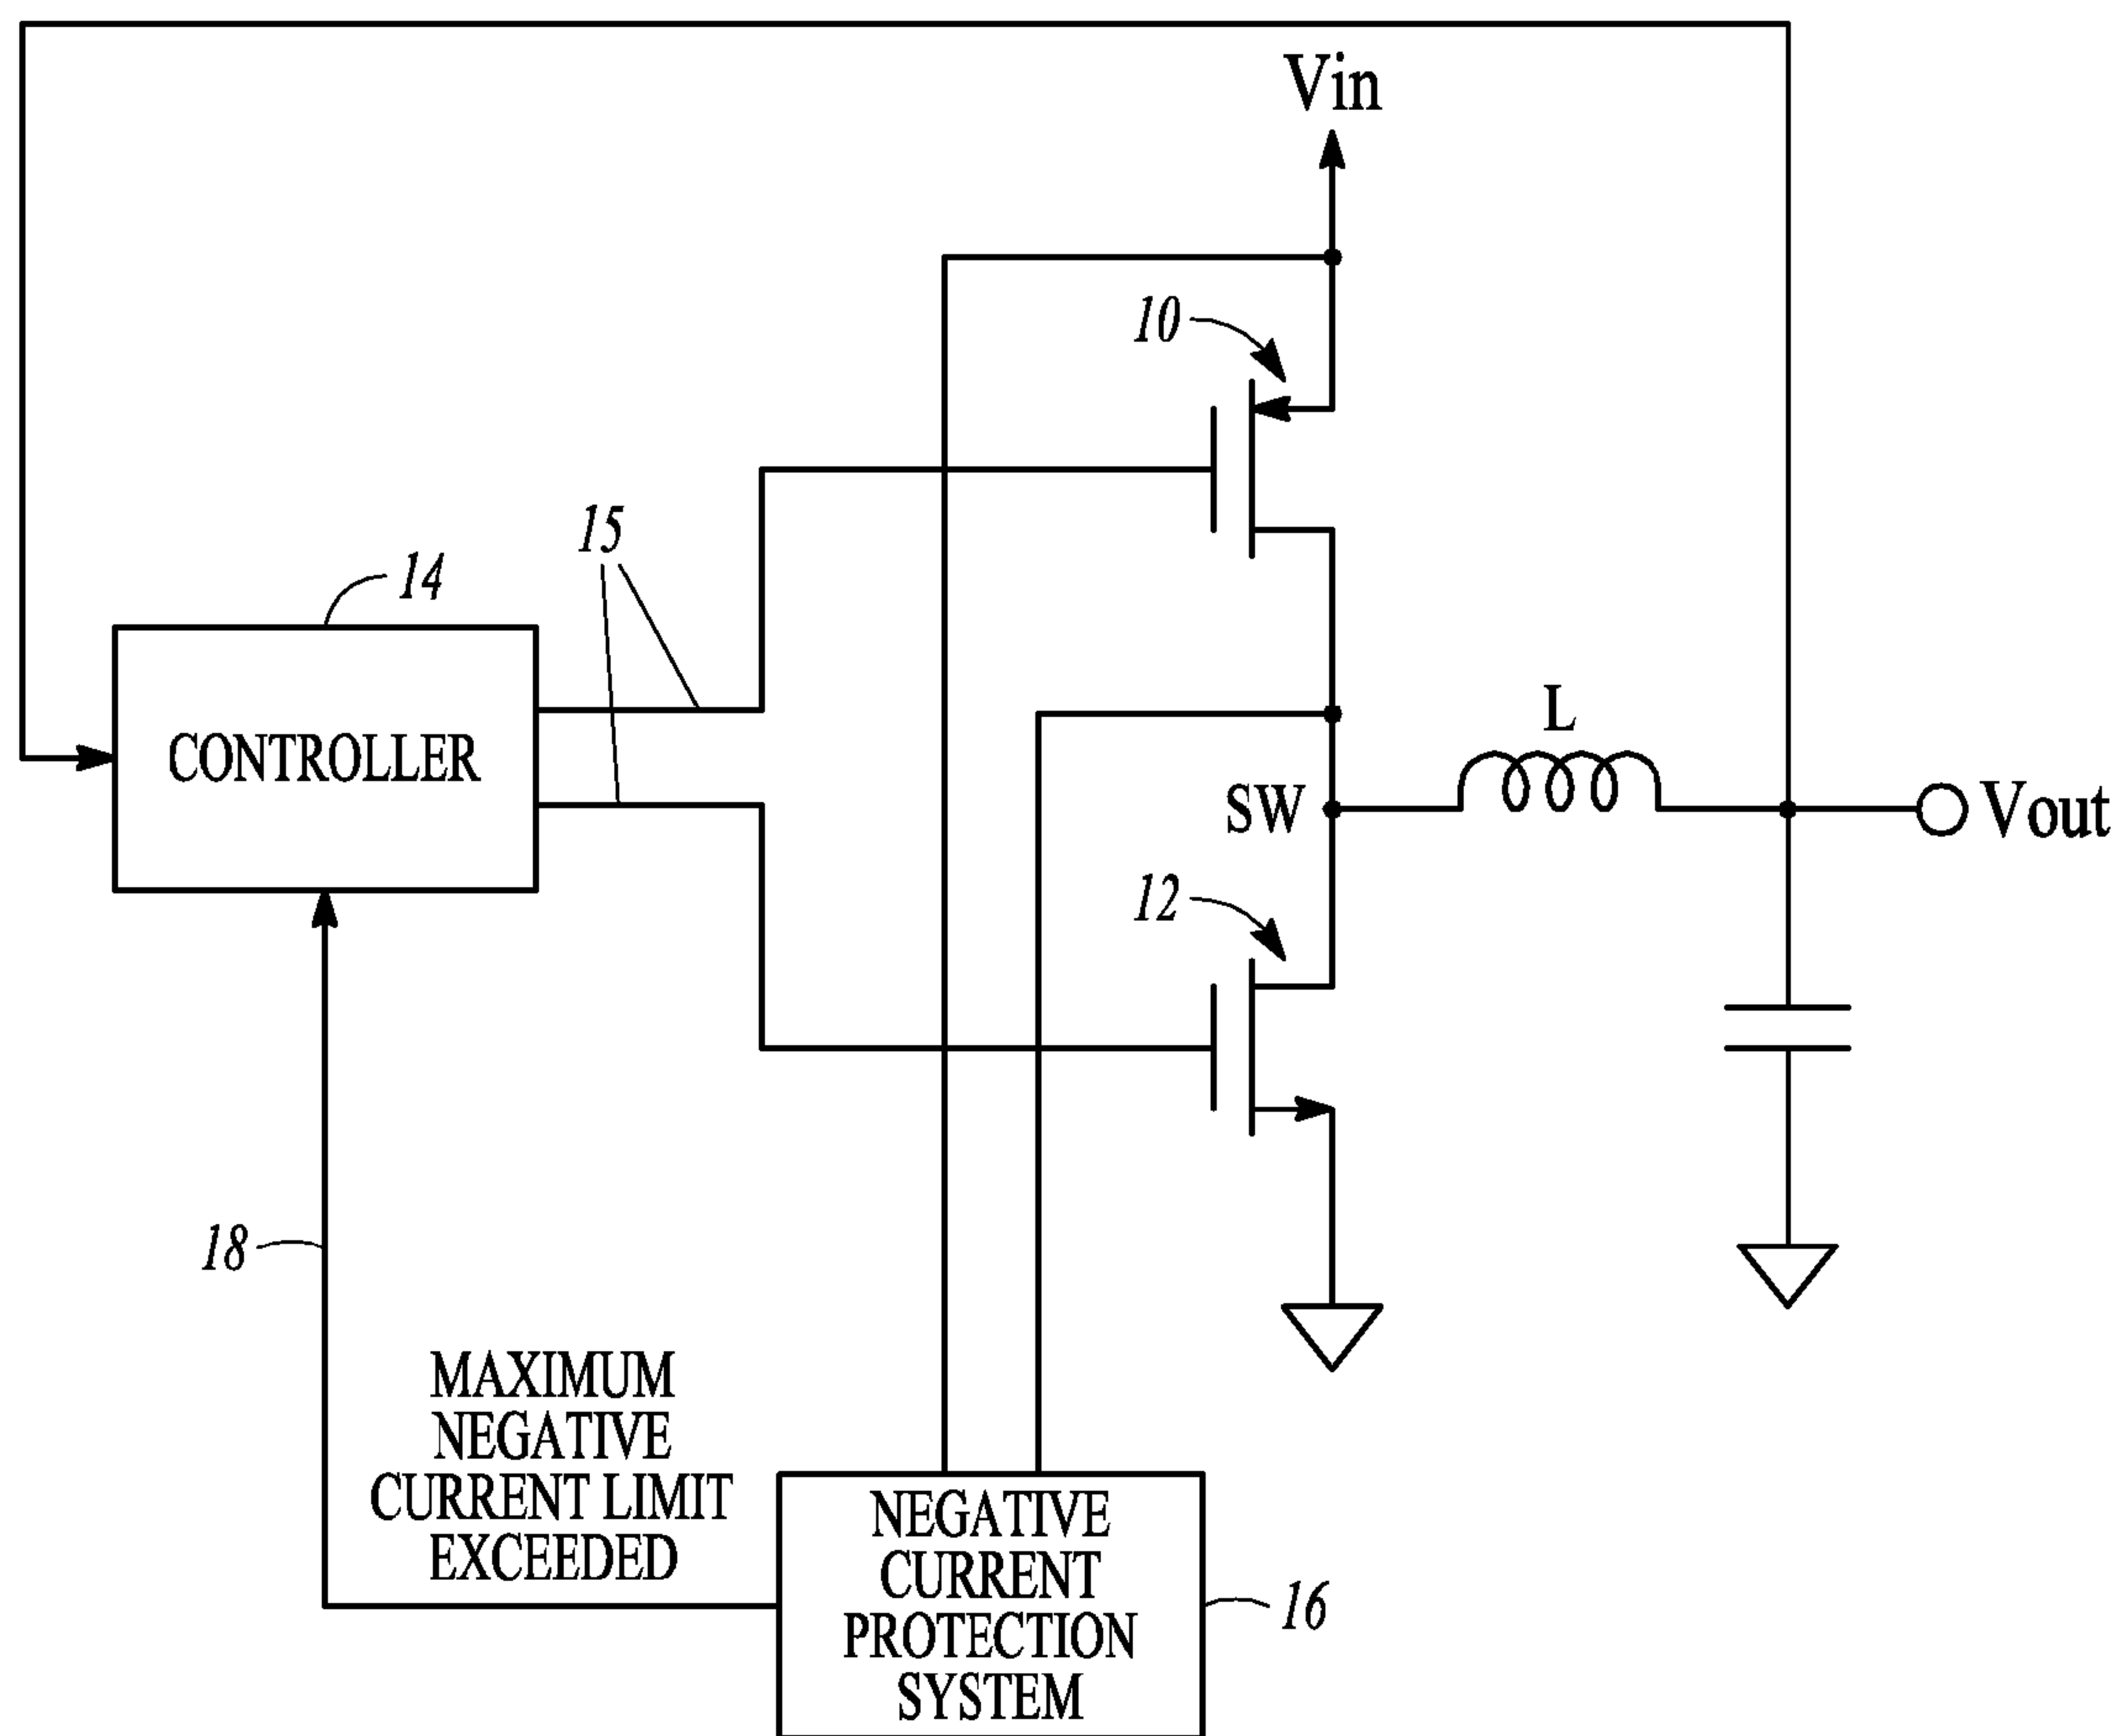 Vin
10
15
14
CONTROLLER
L
SW
Vout
12
18
MAXIMUM
NEGATIVE
CURRENT LIMIT
EXCEEDED
NEGATIVE
CURRENT
PROTECTION
SYSTEM
16